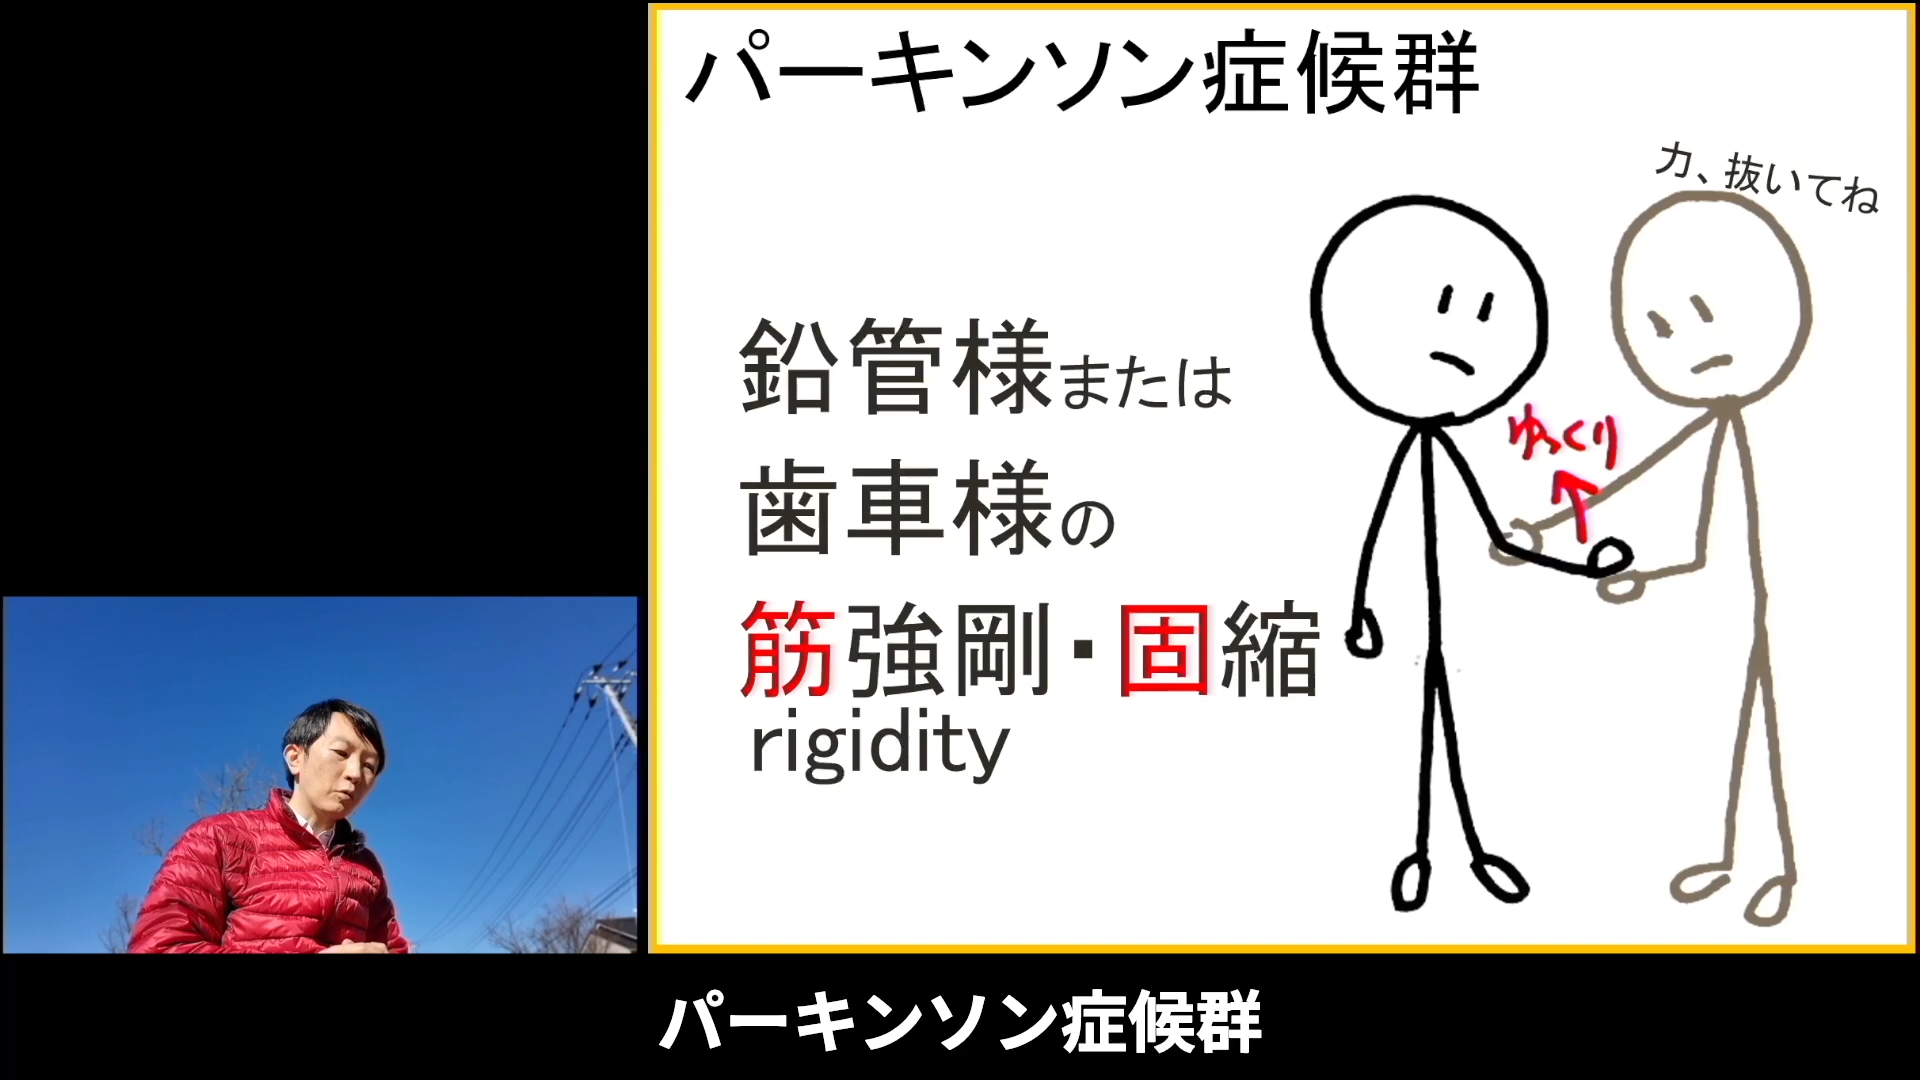 パーキンソン症候群
力、抜いてね
鉛管様または
歯車様の
筋強剛・固縮
rigidity
ゆっくり
パーキンソン症候群